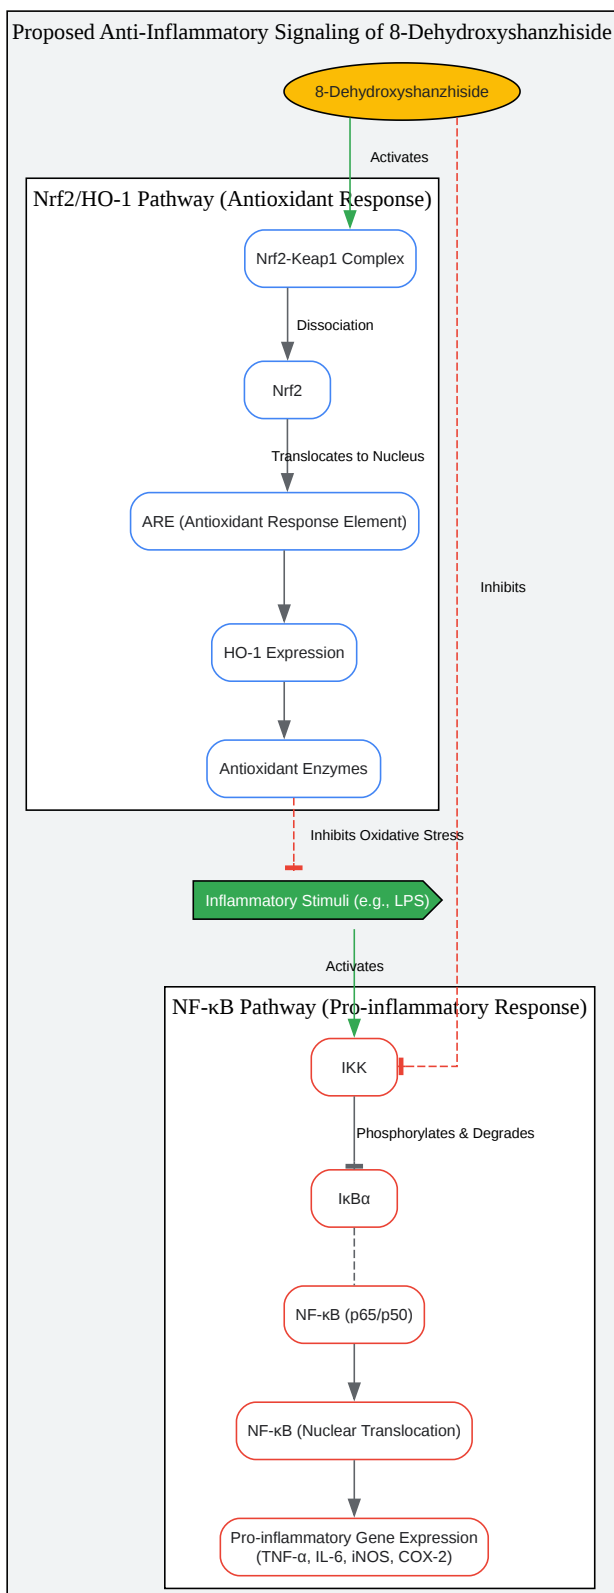 Proposed Anti-Inflammatory Signaling of 8-Dehydroxyshanzhiside
8-Dehydroxyshanzhiside
Activates
Nrf2/HO-1 Pathway (Antioxidant Response)
Nrf2-Keap1 Complex
Dissociation
Nrf2
Translocates to Nucleus
ARE (Antioxidant Response Element)
Inhibits
HO-1 Expression
Antioxidant Enzymes
Inhibits Oxidative Stress
Inflammatory Stimuli (e.g., LPS)
Activates
NF-κB Pathway (Pro-inflammatory Response)
IKK
Phosphorylates & Degrades
IκBα
NF-κB (p65/p50)
NF-κB (Nuclear Translocation)
Pro-inflammatory Gene Expression
(TNF-α, IL-6, iNOS, COX-2)